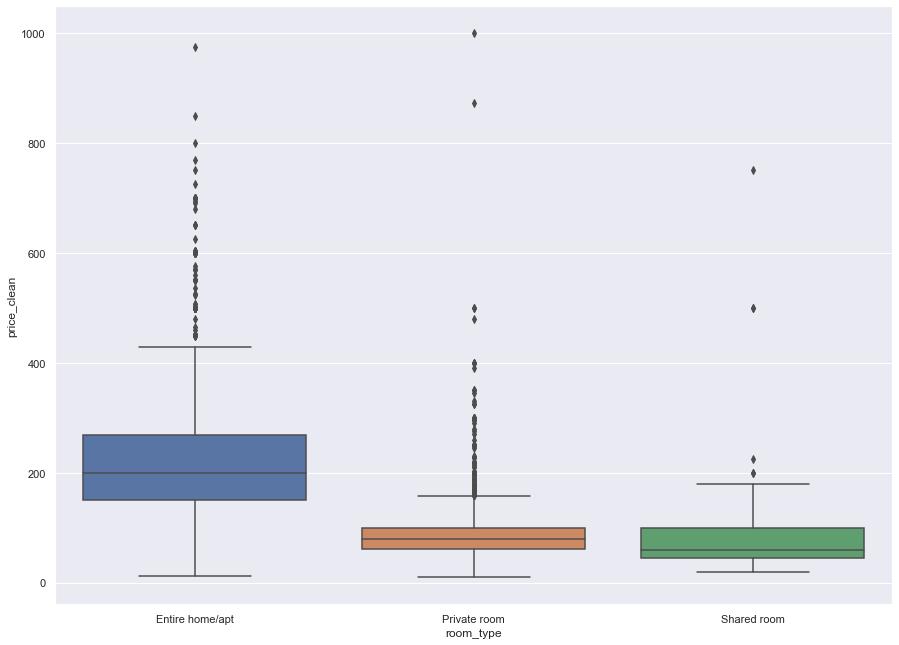 1000
800
600
400
200
0
price_clean
Entire home/apt
Private room
Shared room
room_type